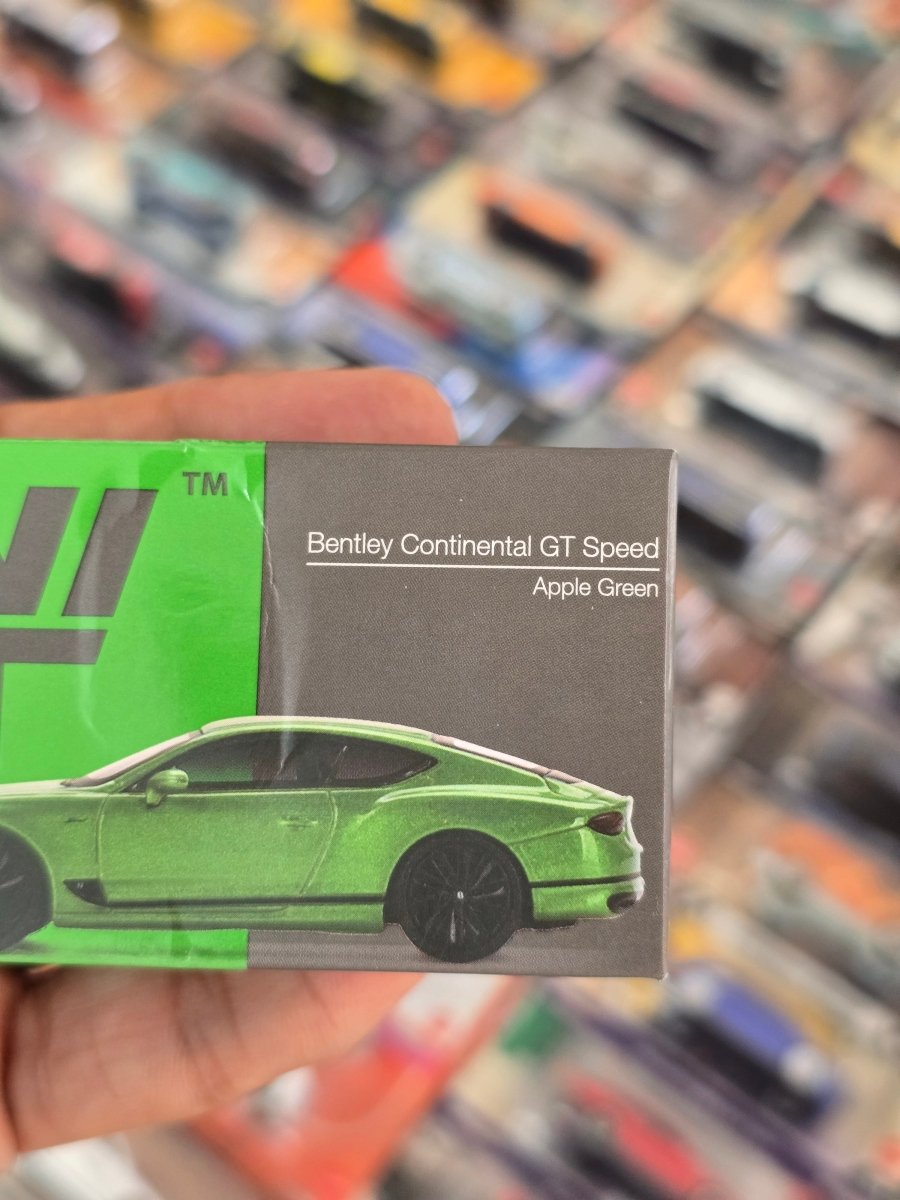 TM
Bentley Continental GT Speed
Apple Green